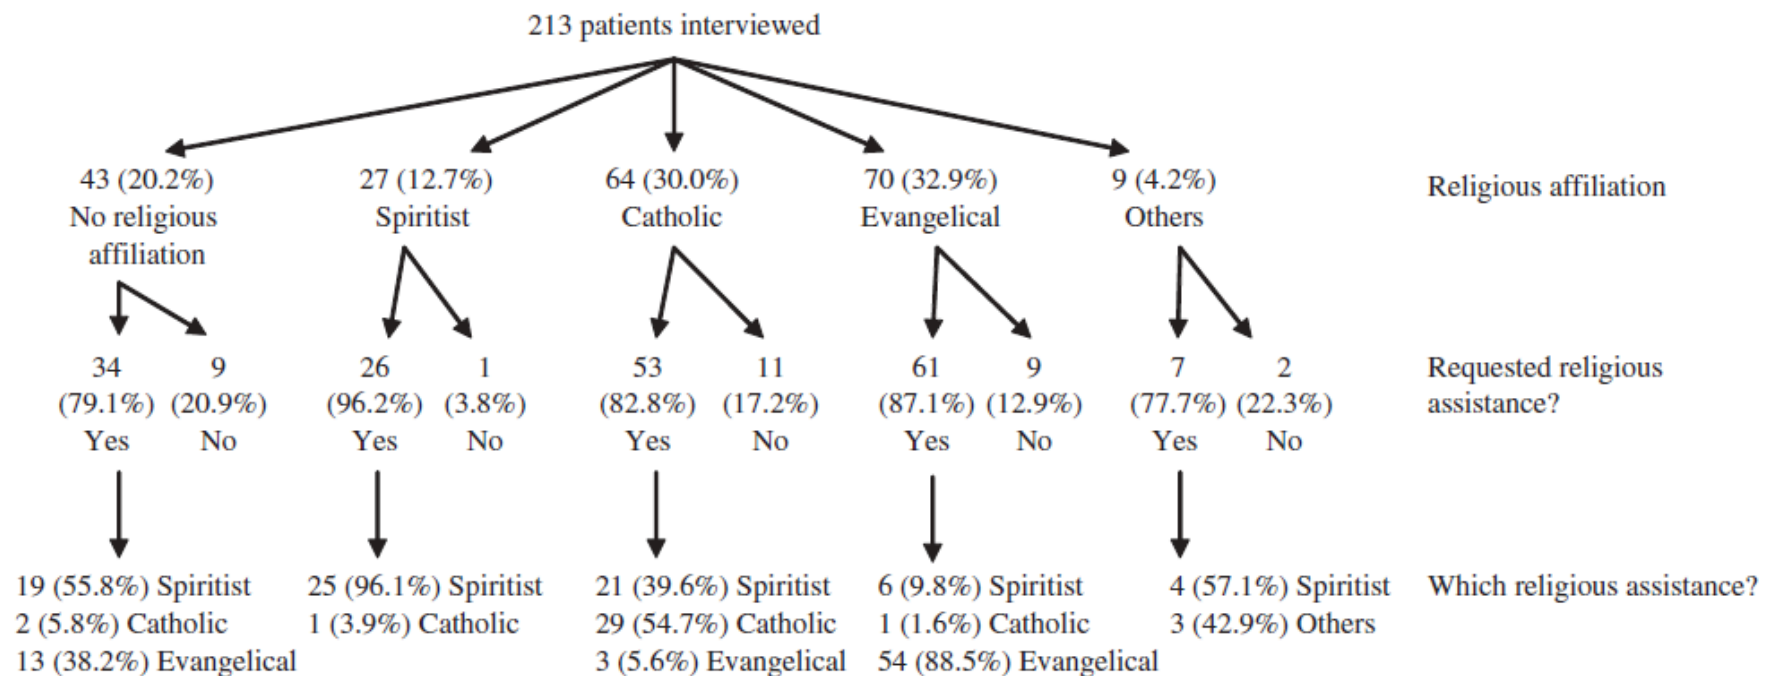 213 patients interviewed
43 (20.2%) 27 (12.7%) 64 (30.0%) 70 (32.9%) 9 (4.2%) Religious affiliation
No religious Spiritist Catholic Evangelical Others
affiliation
34 9 26 1 53 11 61 9 7 2 Requested religious
(79.1%) (20.9%) (96.2%) (3.8%) (82.8%) (17.2%) (87.1%) (12.9%) (77.7%) (22.3%) assistance?
Yes No Yes No Yes No Yes No Yes No
19 (55.8%) Spiritist 25 (96.1%) Spiritist 21 (39.6%) Spiritist 6 (9.8%) Spiritist 4 (57.1%) Spiritist Which religious assistance?
2 (5.8%) Catholic 1 (3.9%) Catholic 29 (54.7%) Catholic 1 (1.6%) Catholic 3 (42.9%) Others
13 (38.2%) Evangelical 3 (5.6%) Evangelical 54 (88.5%) Evangelical